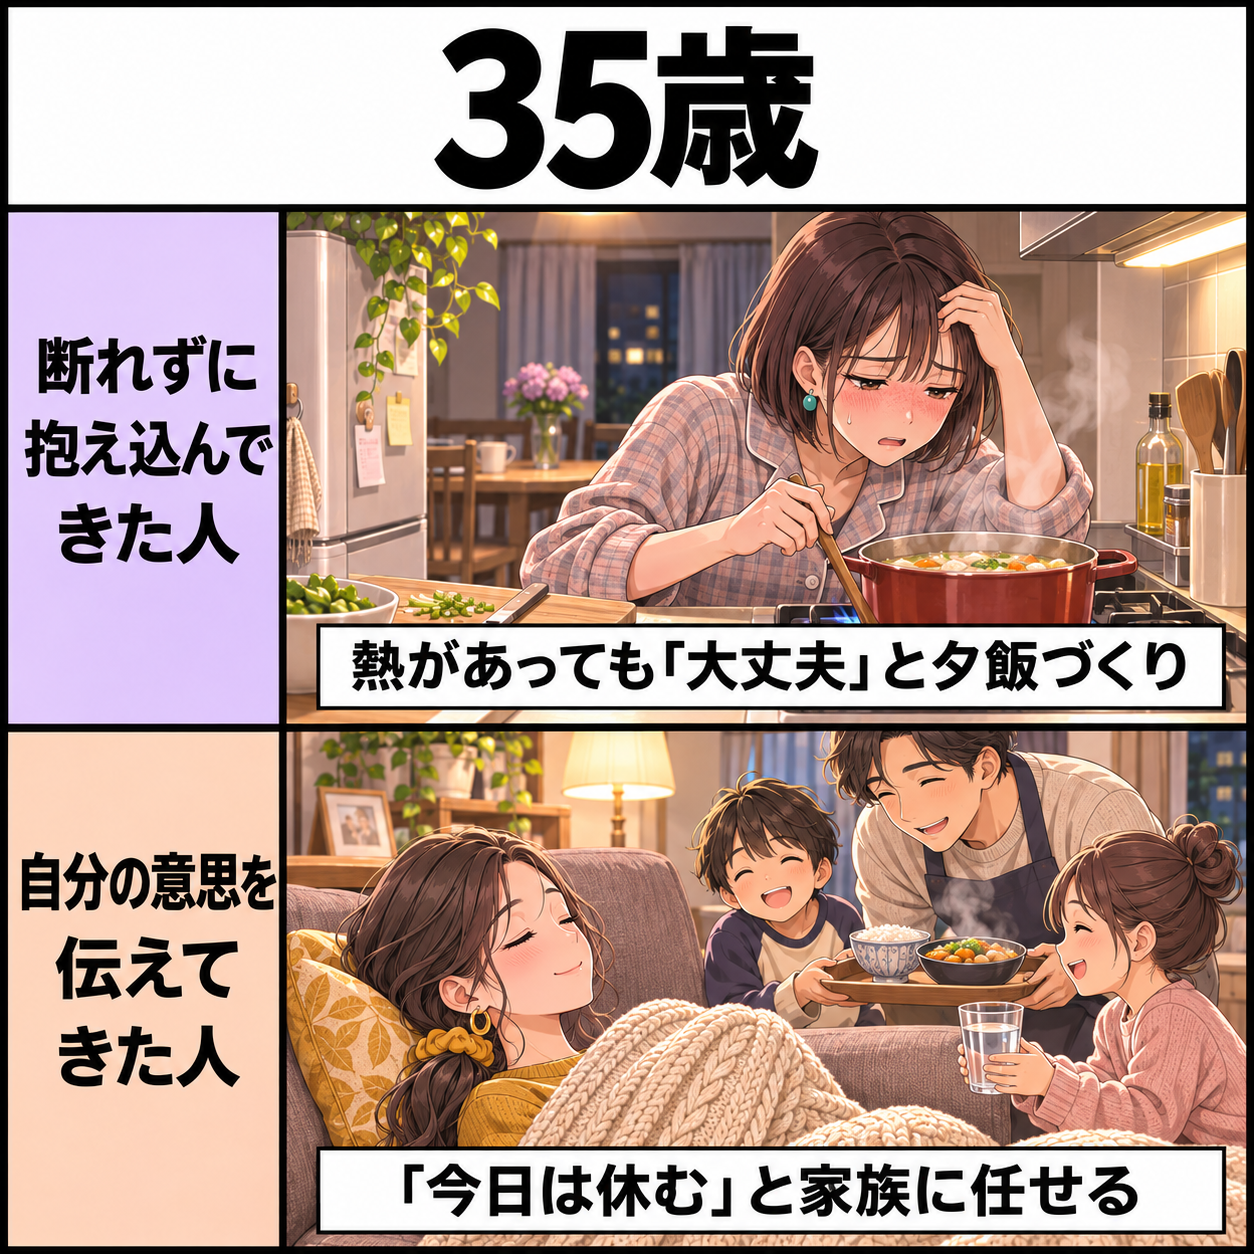 35歳
断れずに
抱え込んで
きた人
熱があっても「大丈夫」と夕飯づくり
自分の意思を
伝えて
きた人
「今日は休む」と家族に任せる